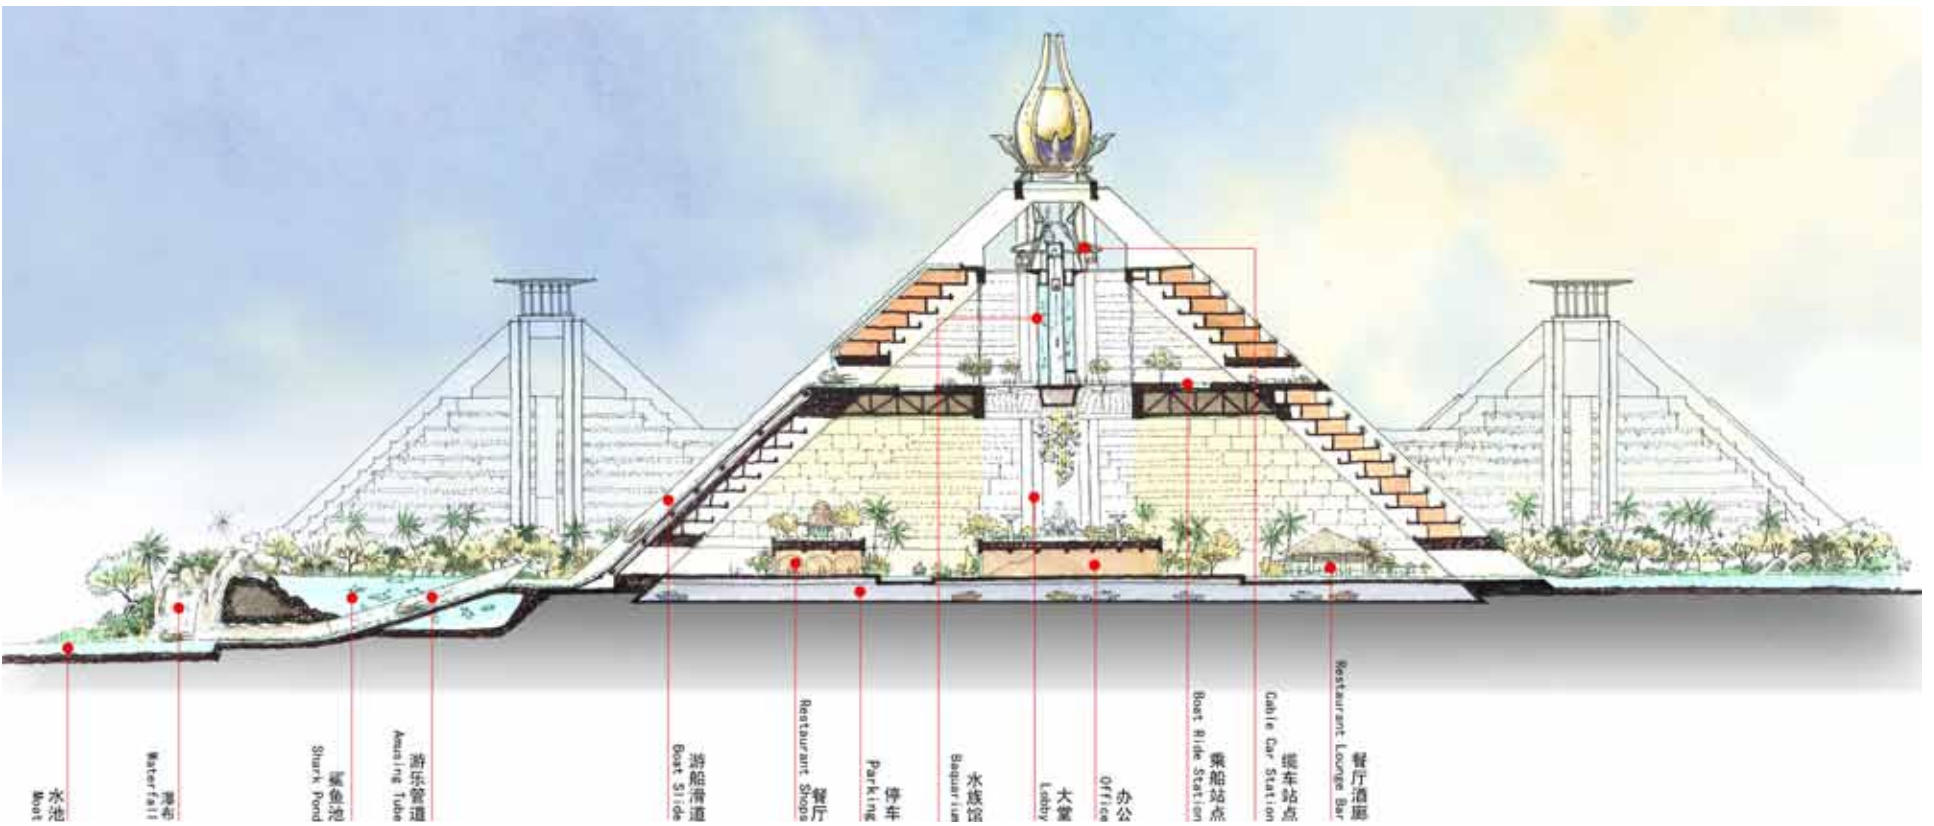 水池
Moat
瀑布
Waterfall
鲨鱼池
Shark Pond
游乐管道
Amusing Tube
游船滑道
Boat Slide
餐厅
Restaurant Shops
停车
Parking
水族馆
Baquarium
大堂
Lobby
办公
Office
乘船站点
Boat Ride Station
缆车站点
Cable Car Station
餐厅酒廊
Restaurant Lounge Bar